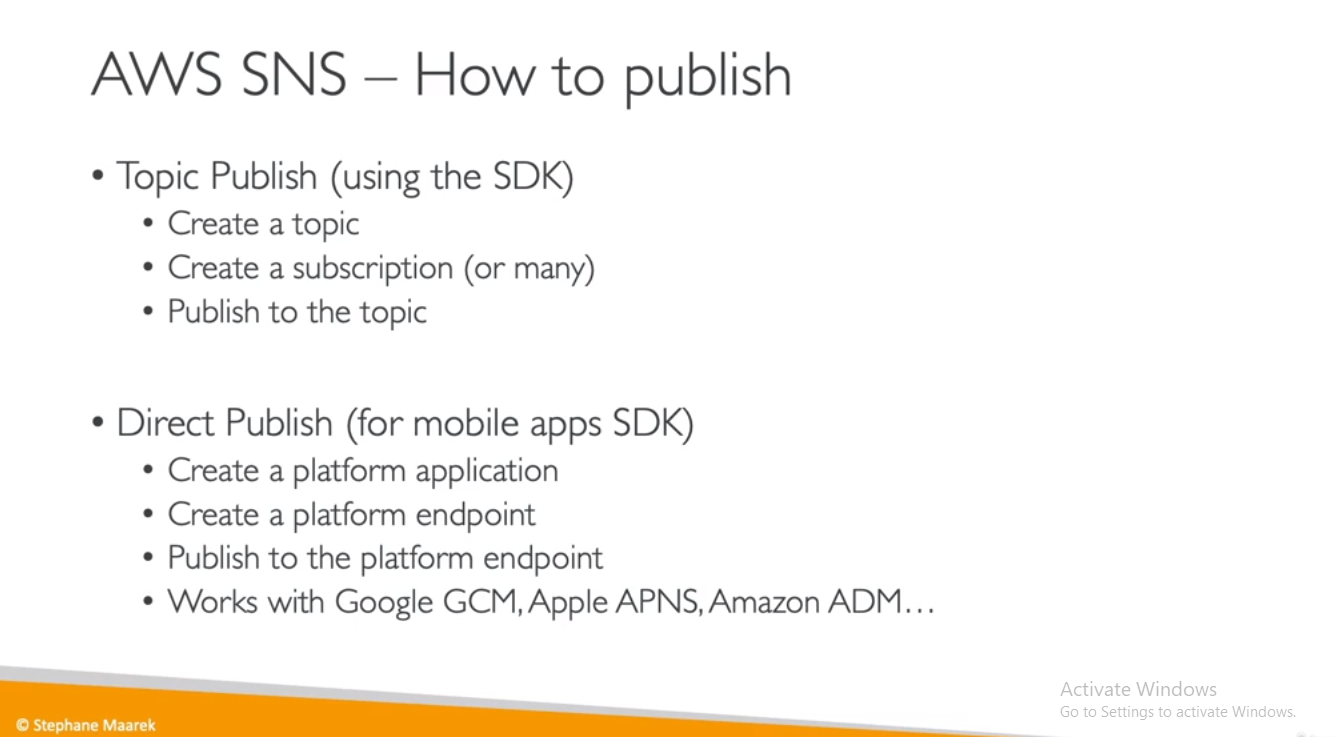 AWS SNS – How to publish
• Topic Publish (using the SDK)
• Create a topic
• Create a subscription (or many)
• Publish to the topic
• Direct Publish (for mobile apps SDK)
• Create a platform application
• Create a platform endpoint
• Publish to the platform endpoint
• Works with Google GCM, Apple APNS, Amazon ADM…
Activate Windows
Go to Settings to activate Windows.
© Stephane Maarek